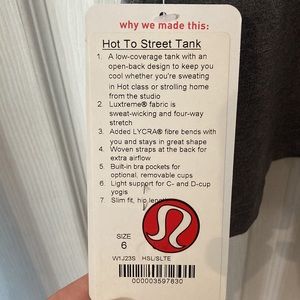 why we made this:
Hot To Street Tank
1. A low-coverage tank with an
open-back design to keep you
cool whether you're sweating
in Hot class or strolling home
from the studio
2. Luxtreme® fabric is
sweat-wicking and four-way
stretch
3. Added LYCRA® fibre bends with
you and stays in great shape
4. Woven straps at the back for
extra airflow
5. Built-in bra pockets for
optional, removable cups
6. Light support for C- and D-cup
yogis
7. Slim fit, hip length
SIZE
6
W1J23S HSL/SLTE
000003597830